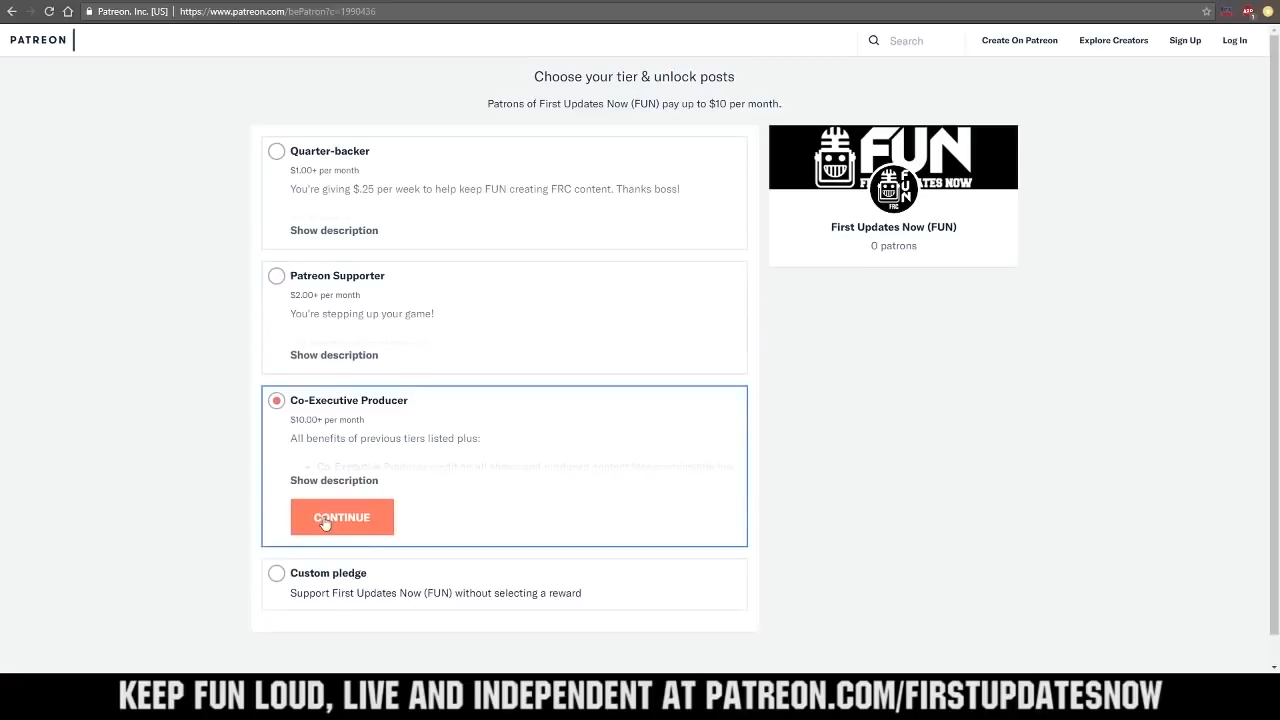 Patreon, Inc. [US] | https://www.patreon.com/bePatron?c=1990436
PATREON
Search
Create On Patreon
Explore Creators
Sign Up
Log In
Choose your tier & unlock posts
Patrons of First Updates Now (FUN) pay up to $10 per month.
Quarter-backer
$1.00+ per month
You're giving $.25 per week to help keep FUN creating FRC content. Thanks boss!
Show description
Patreon Supporter
$2.00+ per month
You're stepping up your game!
Show description
Co-Executive Producer
$10.00+ per month
All benefits of previous tiers listed plus:
Show description
CONTINUE
Custom pledge
Support First Updates Now (FUN) without selecting a reward
FUN
FUN
FRC
First Updates Now (FUN)
0 patrons
KEEP FUN LOUD, LIVE AND INDEPENDENT AT PATREON.COM/FIRSTUPDATESNOW